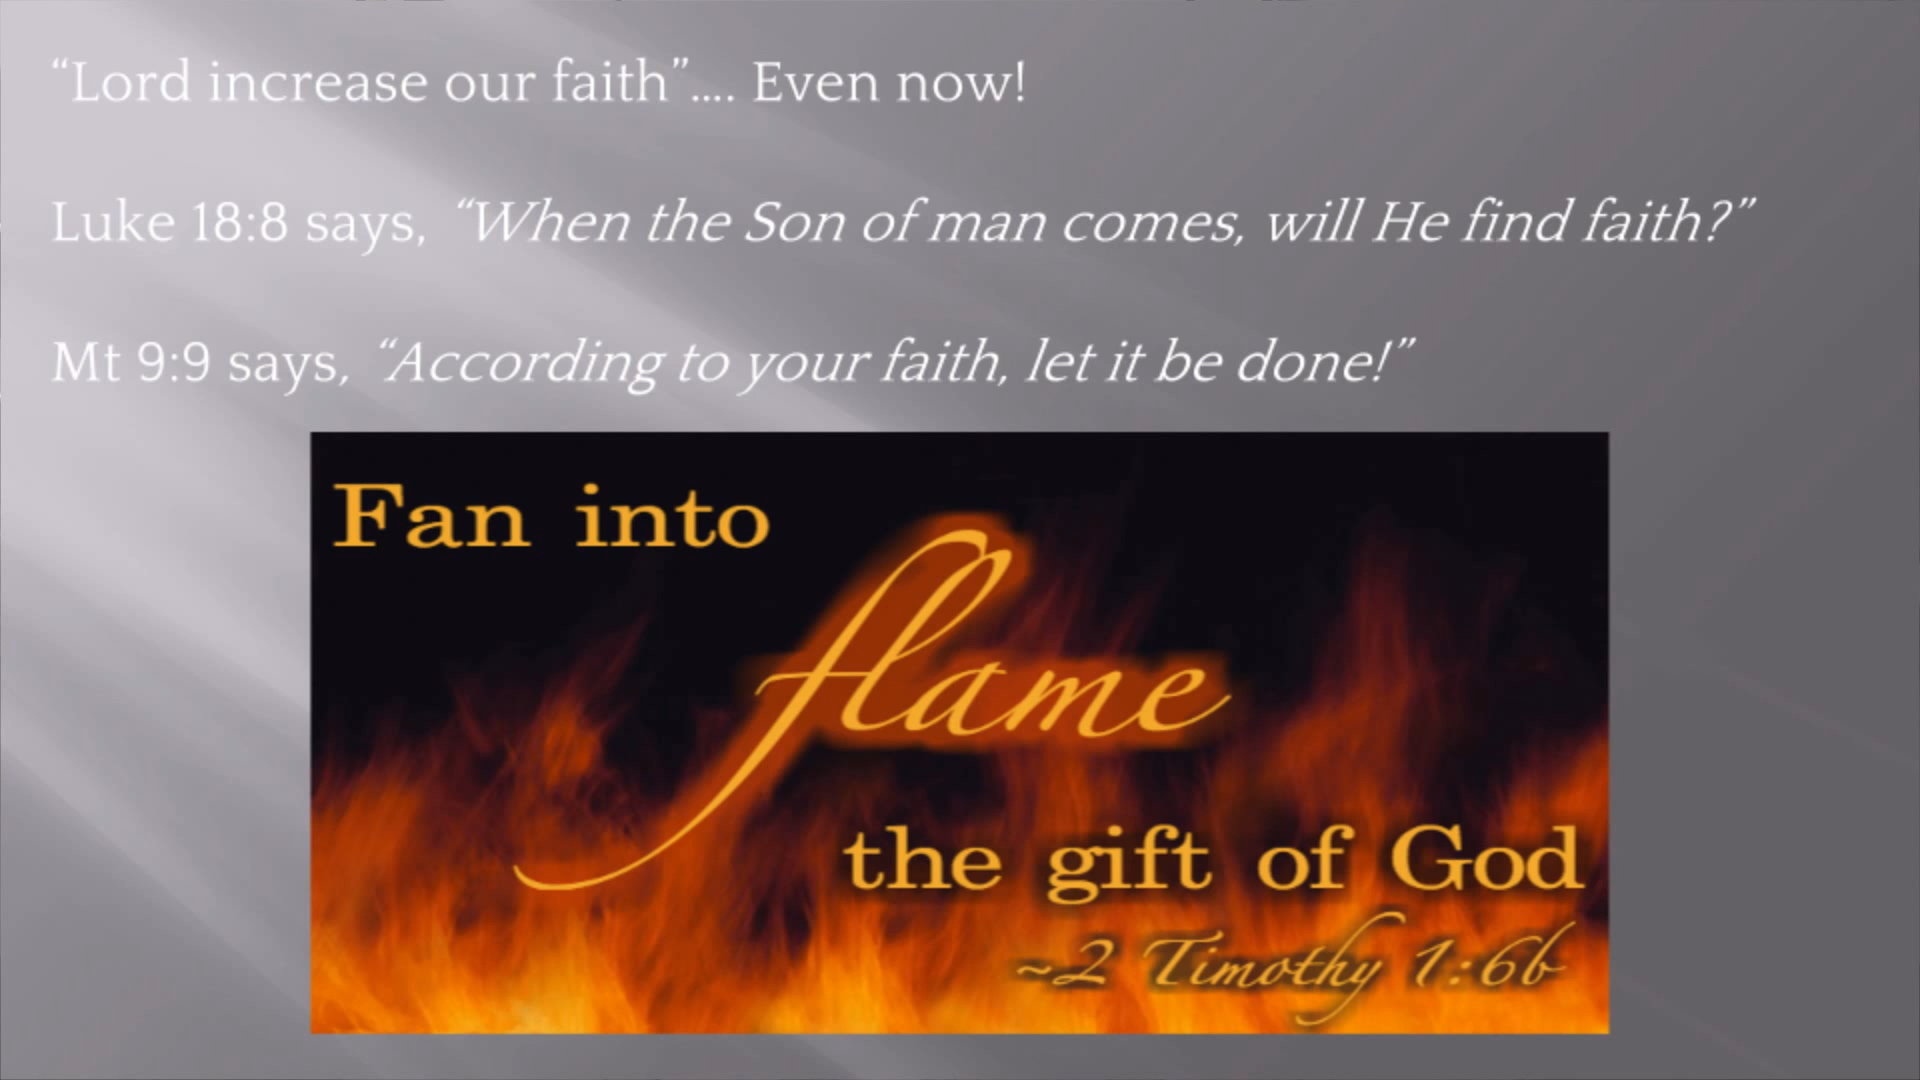 “Lord increase our faith”.... Even now!
Luke 18:8 says, “When the Son of man comes, will He find faith?”
Mt 9:9 says, “According to your faith, let it be done!”
Fan into
flame
the gift of God
~2 Timothy 1:6b